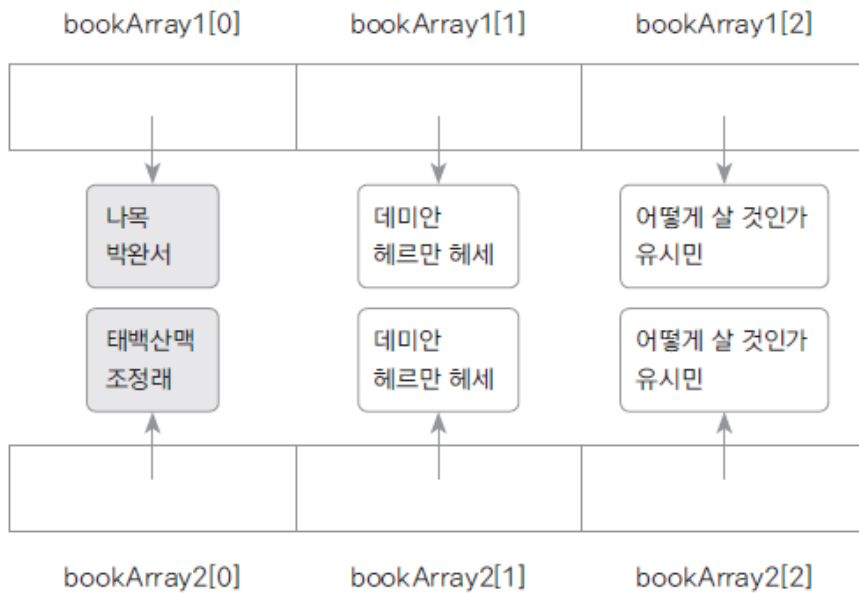 bookArray1[0] bookArray1[1] bookArray1[2]
나목
박완서
데미안
헤르만 헤세
어떻게 살 것인가
유시민
태백산맥
조정래
데미안
헤르만 헤세
어떻게 살 것인가
유시민
bookArray2[0] bookArray2[1] bookArray2[2]